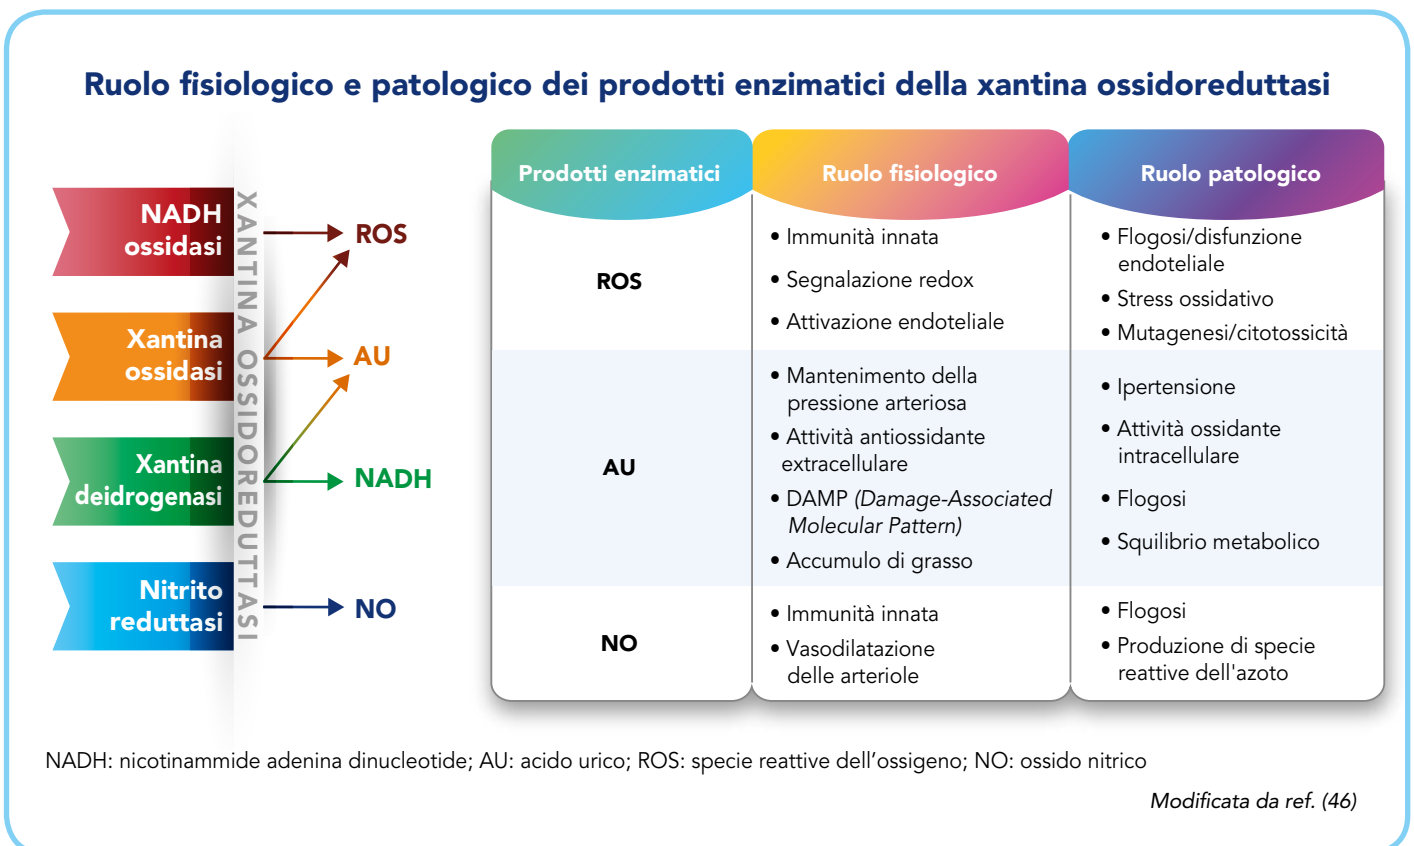 Ruolo fisiologico e patologico dei prodotti enzimatici della xantina ossidoreduttasi
NADH
ossidasi
Xantina
ossidasi
Xantina
deidrogenasi
Nitrito
reduttasi
XANTINA OSSIDOREDUTTASI
ROS
AU
NADH
NO
Prodotti enzimatici
Ruolo fisiologico
Ruolo patologico
ROS
• Immunità innata
• Segnalazione redox
• Attivazione endoteliale
• Flogosi/disfunzione
endoteliale
• Stress ossidativo
• Mutagenesi/citotossicità
AU
• Mantenimento della
pressione arteriosa
• Attività antiossidante
extracellulare
• DAMP (Damage-Associated
Molecular Pattern)
• Accumulo di grasso
• Ipertensione
• Attività ossidante
intracellulare
• Flogosi
• Squilibrio metabolico
NO
• Immunità innata
• Vasodilatazione
delle arteriole
• Flogosi
• Produzione di specie
reattive dell'azoto
NADH: nicotinammide adenina dinucleotide; AU: acido urico; ROS: specie reattive dell’ossigeno; NO: ossido nitrico
Modificata da ref. (46)